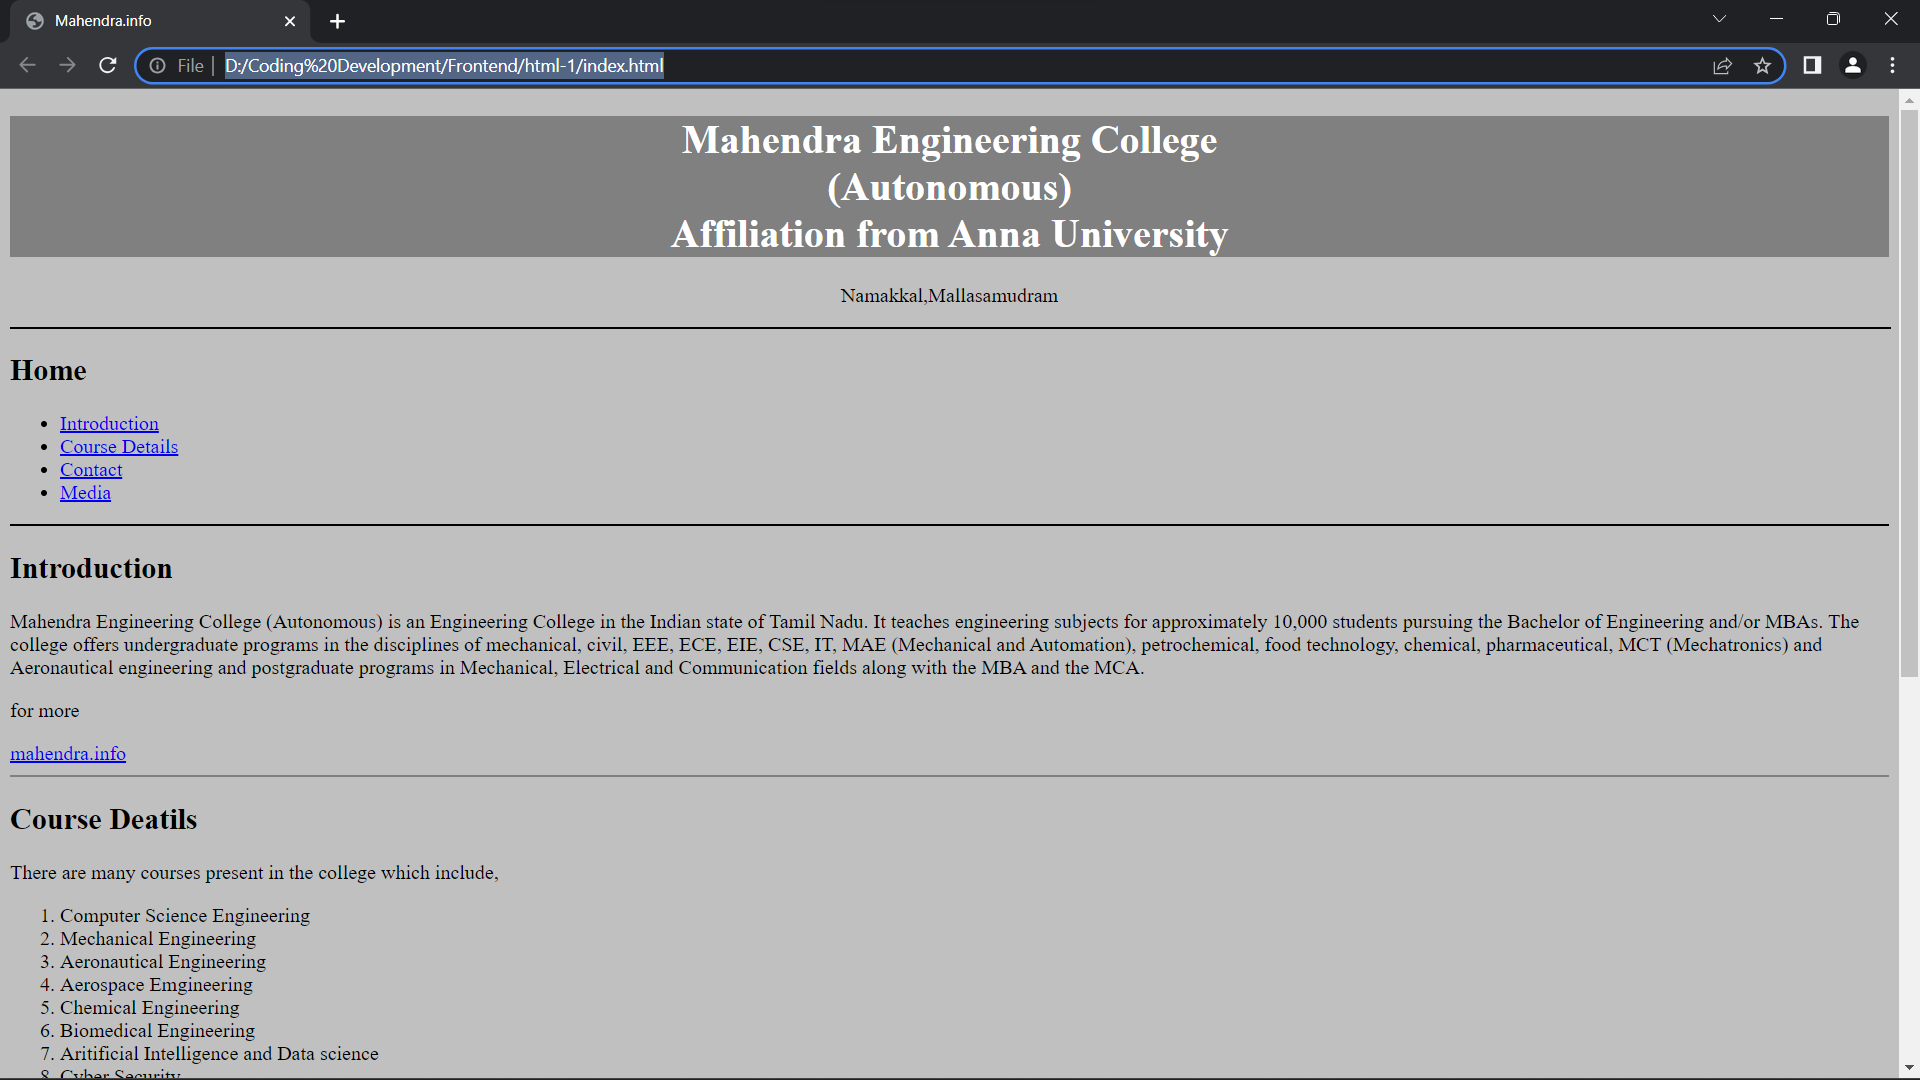 Mahendra.info
File D:/Coding%20Development/Frontend/html-1/index.html
Mahendra Engineering College
(Autonomous)
Affiliation from Anna University
Namakkal,Mallasamudram
Home
Introduction
Course Details
Contact
Media
Introduction
Mahendra Engineering College (Autonomous) is an Engineering College in the Indian state of Tamil Nadu. It teaches engineering subjects for approximately 10,000 students pursuing the Bachelor of Engineering and/or MBAs. The
college offers undergraduate programs in the disciplines of mechanical, civil, EEE, ECE, EIE, CSE, IT, MAE (Mechanical and Automation), petrochemical, food technology, chemical, pharmaceutical, MCT (Mechatronics) and
Aeronautical engineering and postgraduate programs in Mechanical, Electrical and Communication fields along with the MBA and the MCA.
for more
mahendra.info
Course Deatils
There are many courses present in the college which include,
1. Computer Science Engineering
2. Mechanical Engineering
3. Aeronautical Engineering
4. Aerospace Emgineering
5. Chemical Engineering
6. Biomedical Engineering
7. Aritificial Intelligence and Data science
8. Cyber Security